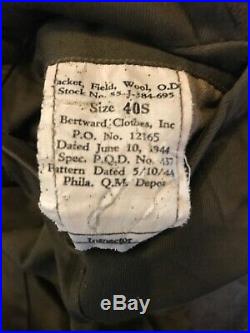 Jacket, Field, Wool, O.D
Stock No. 55-J-384-695
Size 40S
Bertward Clothes, Inc
P.O. No. 12165
Dated June 10, 1944
Spec. P.Q.D. No. 437
Pattern Dated 5/10/44
Phila. Q.M. Depot
Inspector